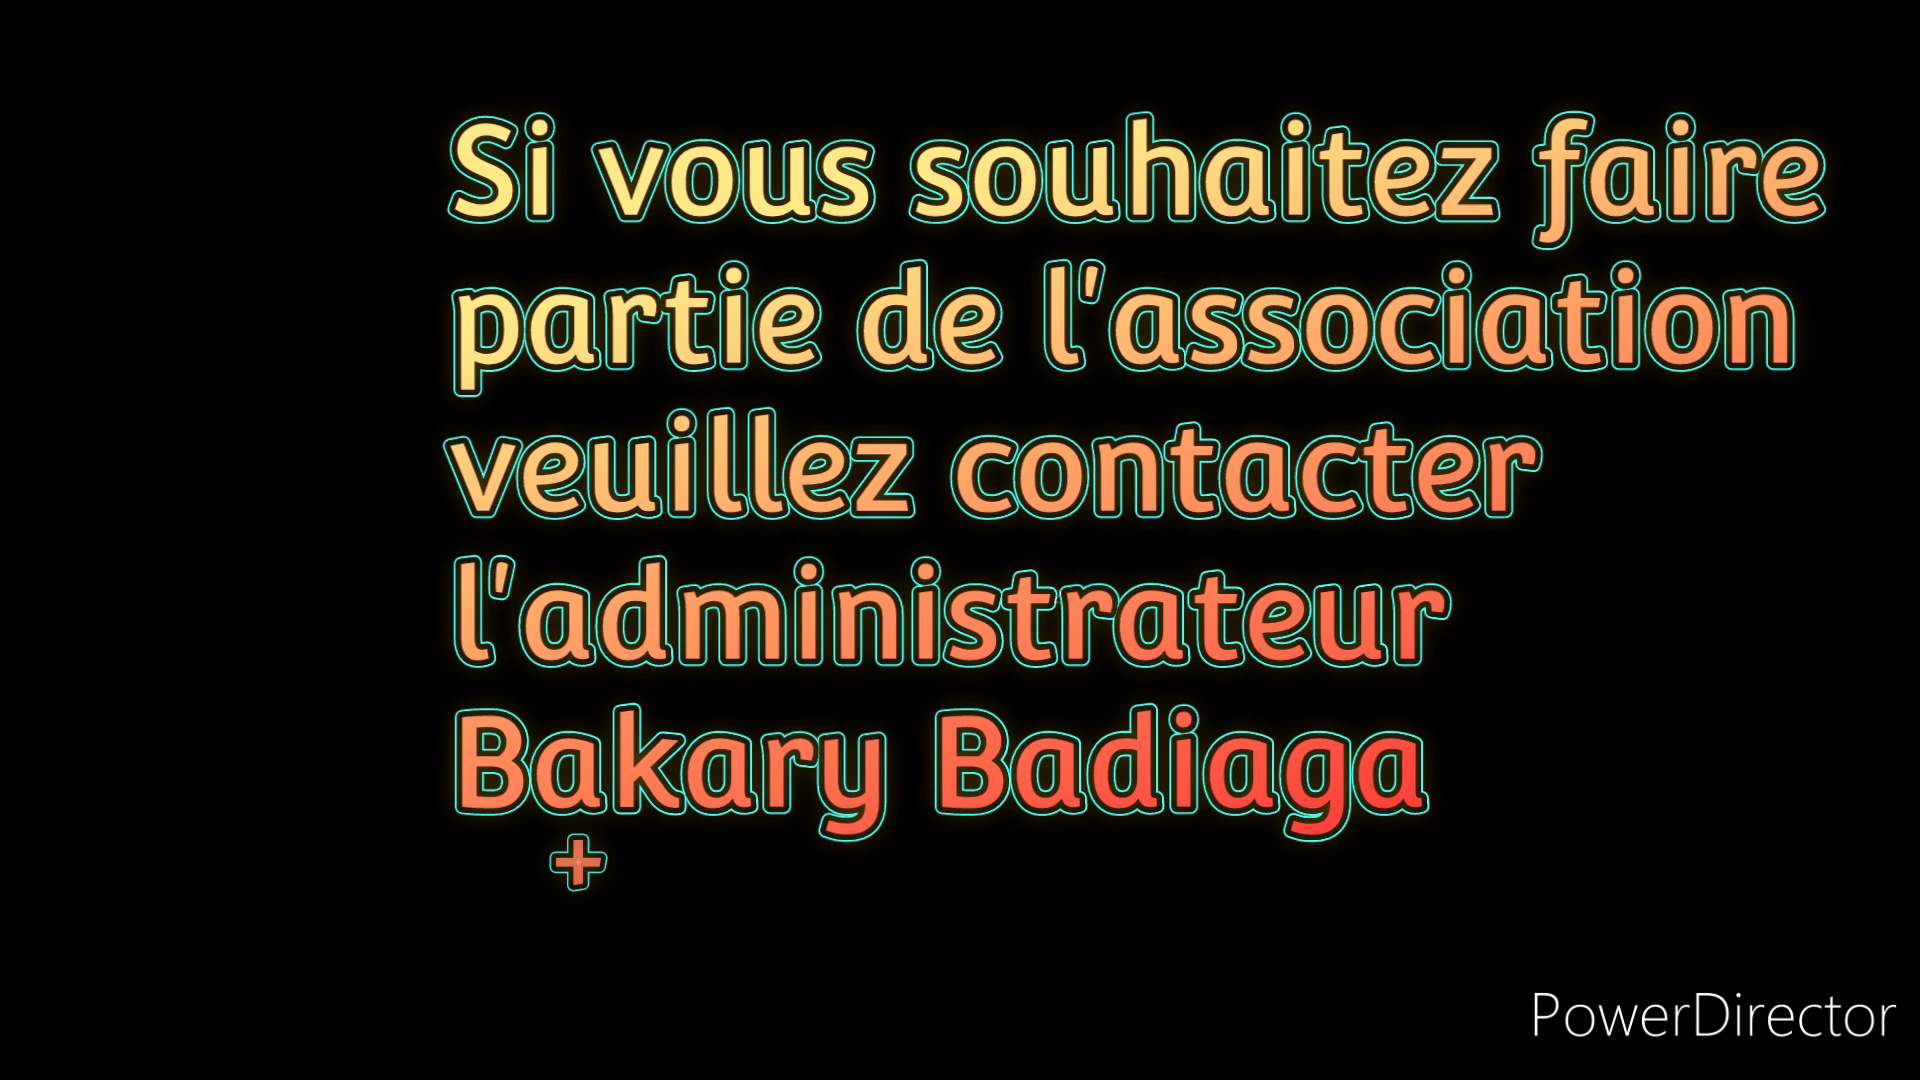 Si vous souhaitez faire
partie de l'association
veuillez contacter
l'administrateur
Bakary Badiaga
+
PowerDirector